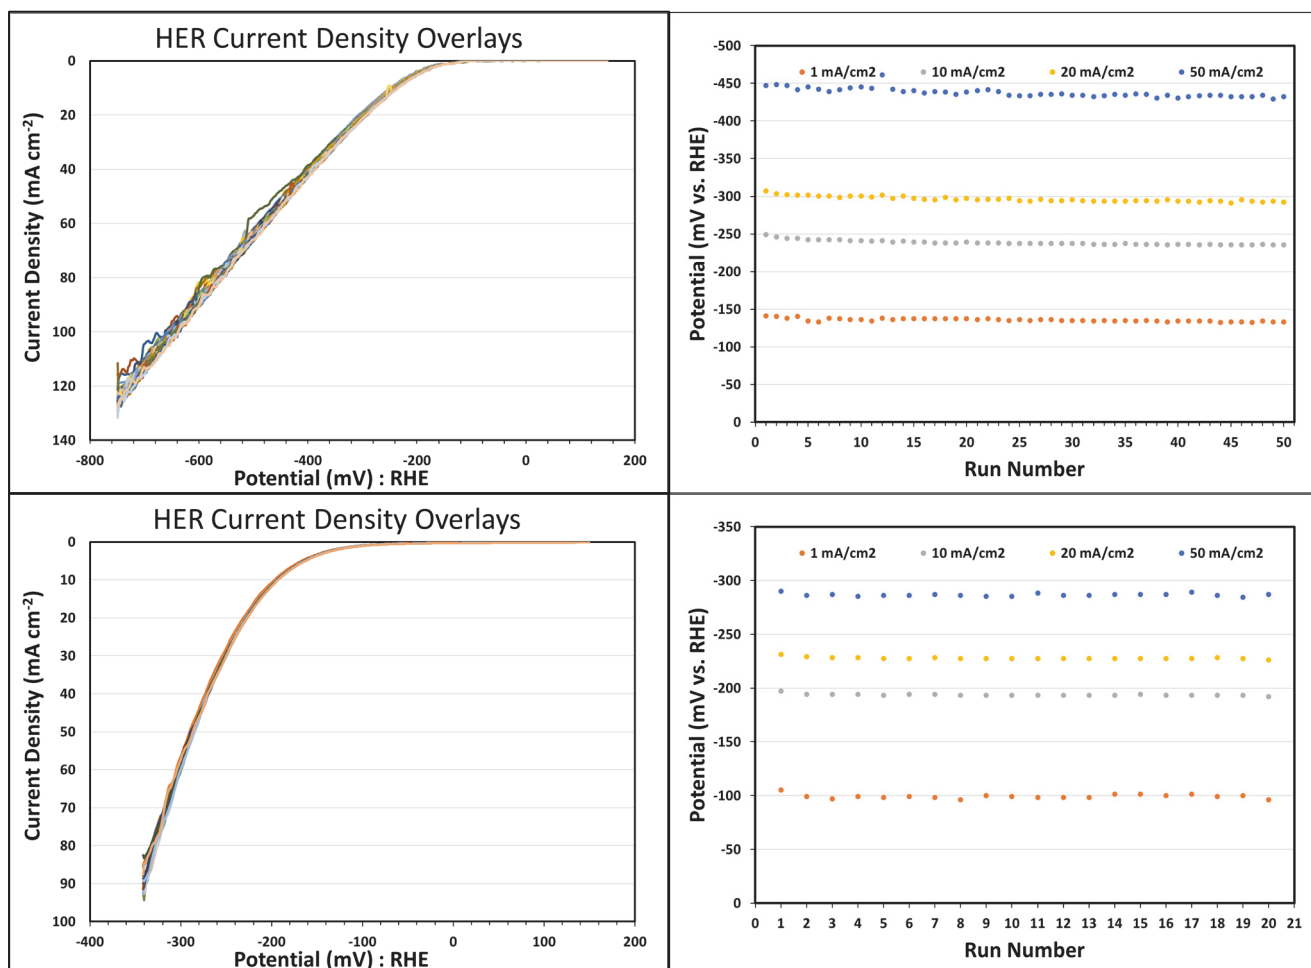 HER Current Density Overlays
Current Density (mA cm-2)
0
20
40
60
80
100
120
140
-800 -600 -400 -200 0 200
Potential (mV) : RHE
-500
-450
-400
-350
-300
-250
-200
-150
-100
-50
0
Potential (mV vs. RHE)
1 mA/cm2 10 mA/cm2 20 mA/cm2 50 mA/cm2
0 5 10 15 20 25 30 35 40 45 50
Run Number
HER Current Density Overlays
Current Density (mA cm-2)
0
10
20
30
40
50
60
70
80
90
100
-400 -300 -200 -100 0 100 200
Potential (mV) : RHE
-350
-300
-250
-200
-150
-100
-50
0
Potential (mV vs. RHE)
1 mA/cm2 10 mA/cm2 20 mA/cm2 50 mA/cm2
0 1 2 3 4 5 6 7 8 9 10 11 12 13 14 15 16 17 18 19 20 21
Run Number